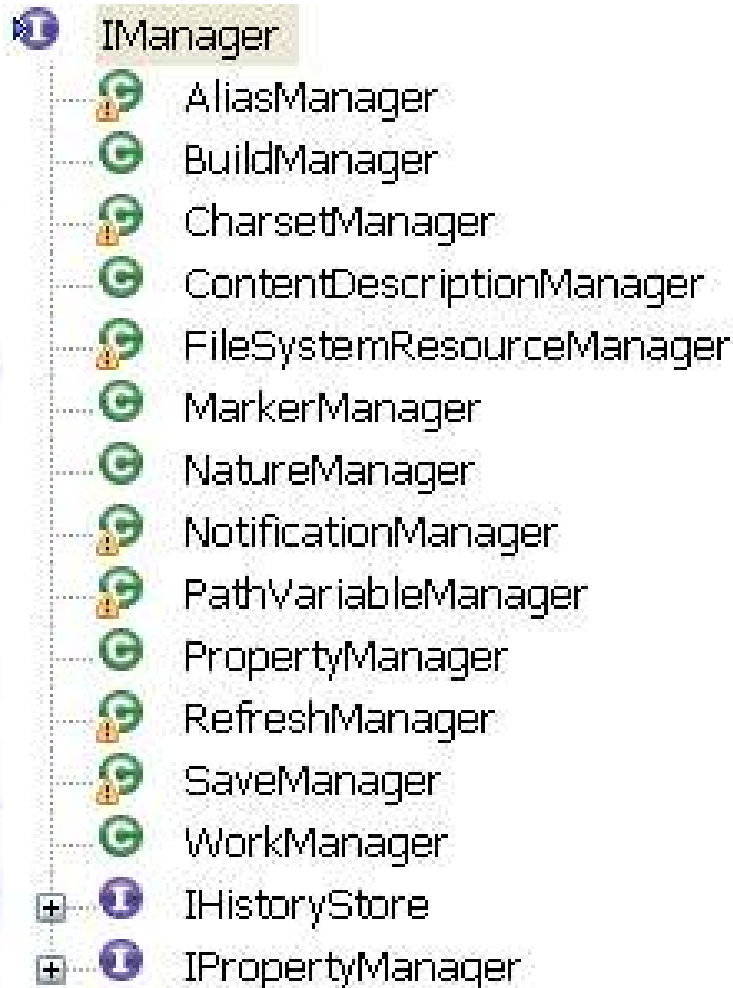 IManager
AliasManager
BuildManager
CharsetManager
ContentDescriptionManager
FileSystemResourceManager
MarkerManager
NatureManager
NotificationManager
PathVariableManager
PropertyManager
RefreshManager
SaveManager
WorkManager
IHistoryStore
IPropertyManager